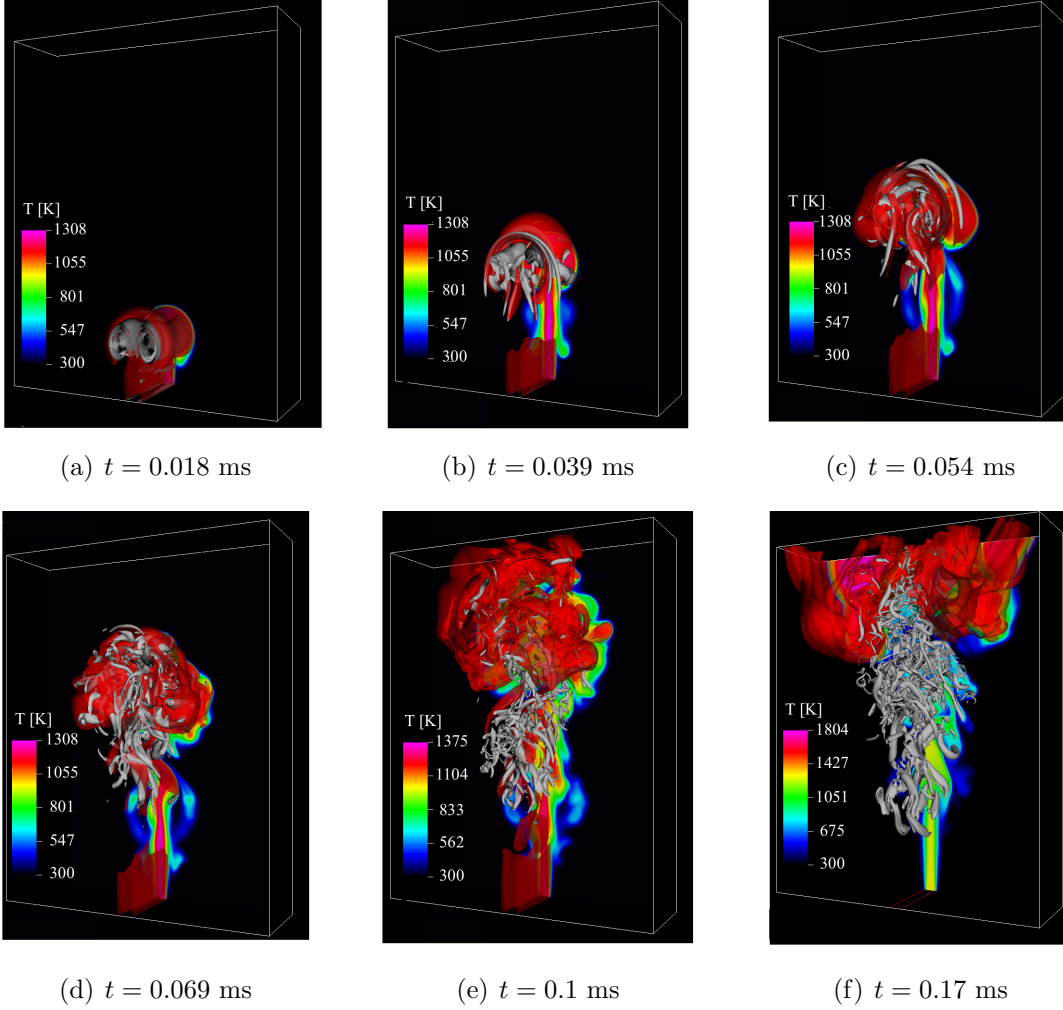 T [K]
1308
1055
801
547
300
(a) t = 0.018 ms
T [K]
1308
1055
801
547
300
(b) t = 0.039 ms
T [K]
1308
1055
801
547
300
(c) t = 0.054 ms
T [K]
1308
1055
801
547
300
(d) t = 0.069 ms
T [K]
1375
1104
833
562
300
(e) t = 0.1 ms
T [K]
1804
1427
1051
675
300
(f) t = 0.17 ms